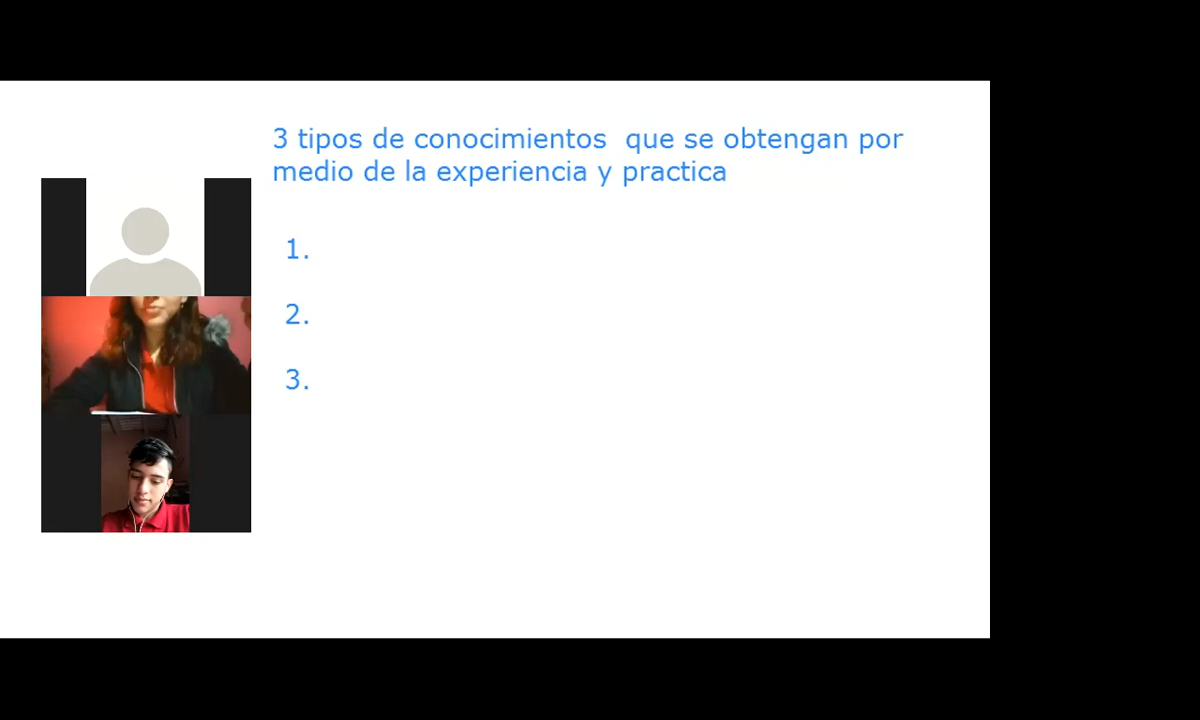 3 tipos de conocimientos  que se obtengan por
medio de la experiencia y practica
1.
2.
3.